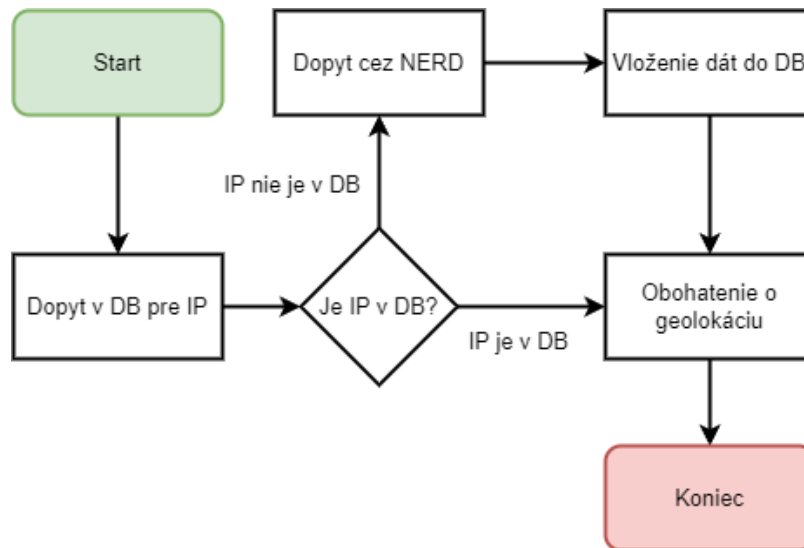 Start
Dopyt cez NERD
Vloženie dát do DB
IP nie je v DB
Dopyt v DB pre IP
Je IP v DB?
Obohatenie o
geolokáciu
IP je v DB
Koniec